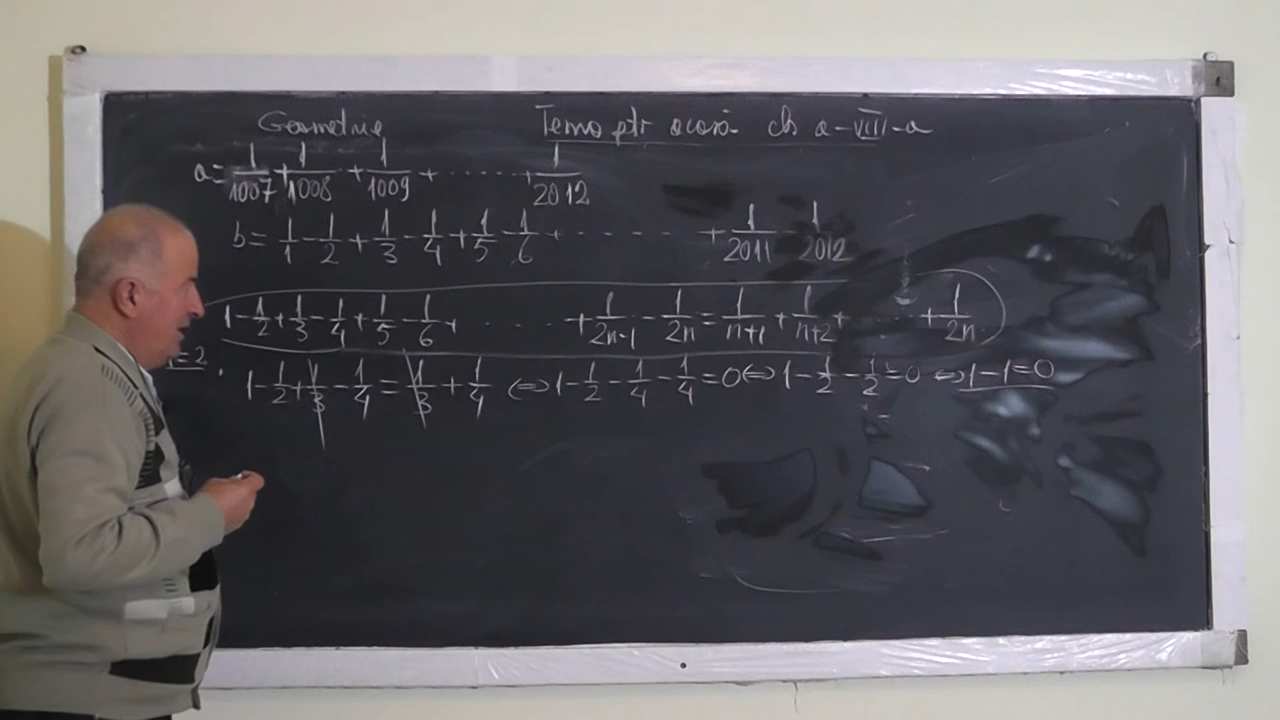 Geometrie Temă ptr acasă cls a-VIII-a
a = 1/1007 + 1/1008 + 1/1009 + ...... + 1/2012
b = 1/1 - 1/2 + 1/3 - 1/4 + 1/5 - 1/6 + ...... + 1/2011 - 1/2012
1 - 1/2 + 1/3 - 1/4 + 1/5 - 1/6 + ...... + 1/2n-1 - 1/2n = 1/n+1 + 1/n+2 + ...... + 1/2n
=2. 1 - 1/2 + 1/3 - 1/4 = 1/3 + 1/4 ⇔ 1 - 1/2 - 1/4 - 1/4 = 0 ⇔ 1 - 1/2 - 1/2 = 0 ⇔ 1 - 1 = 0